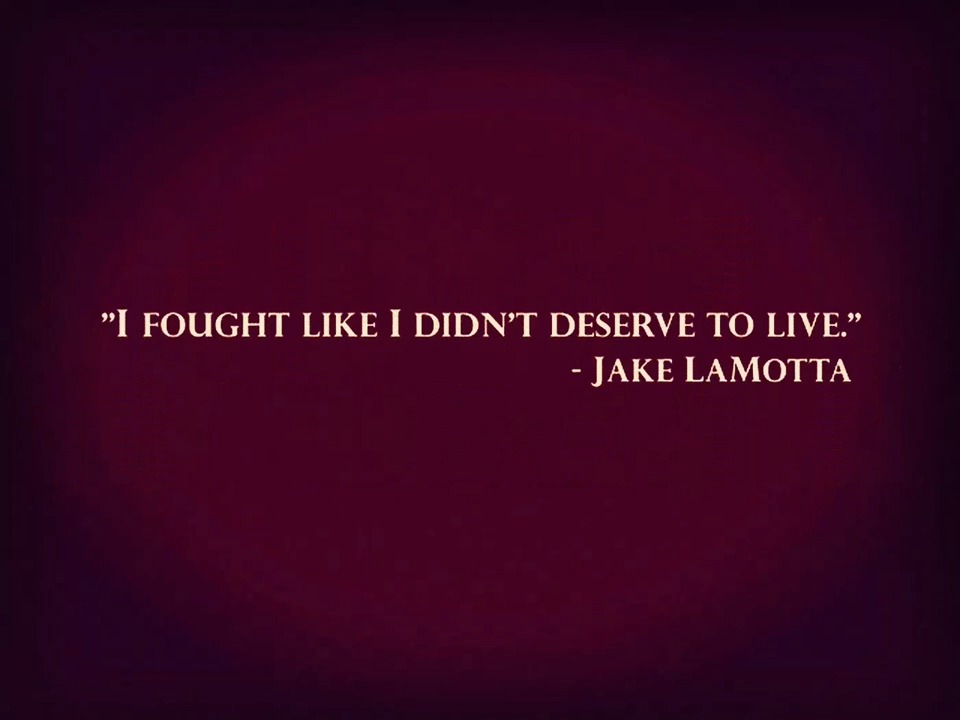 ”I fought like I didn’t deserve to live.”
- Jake LaMotta